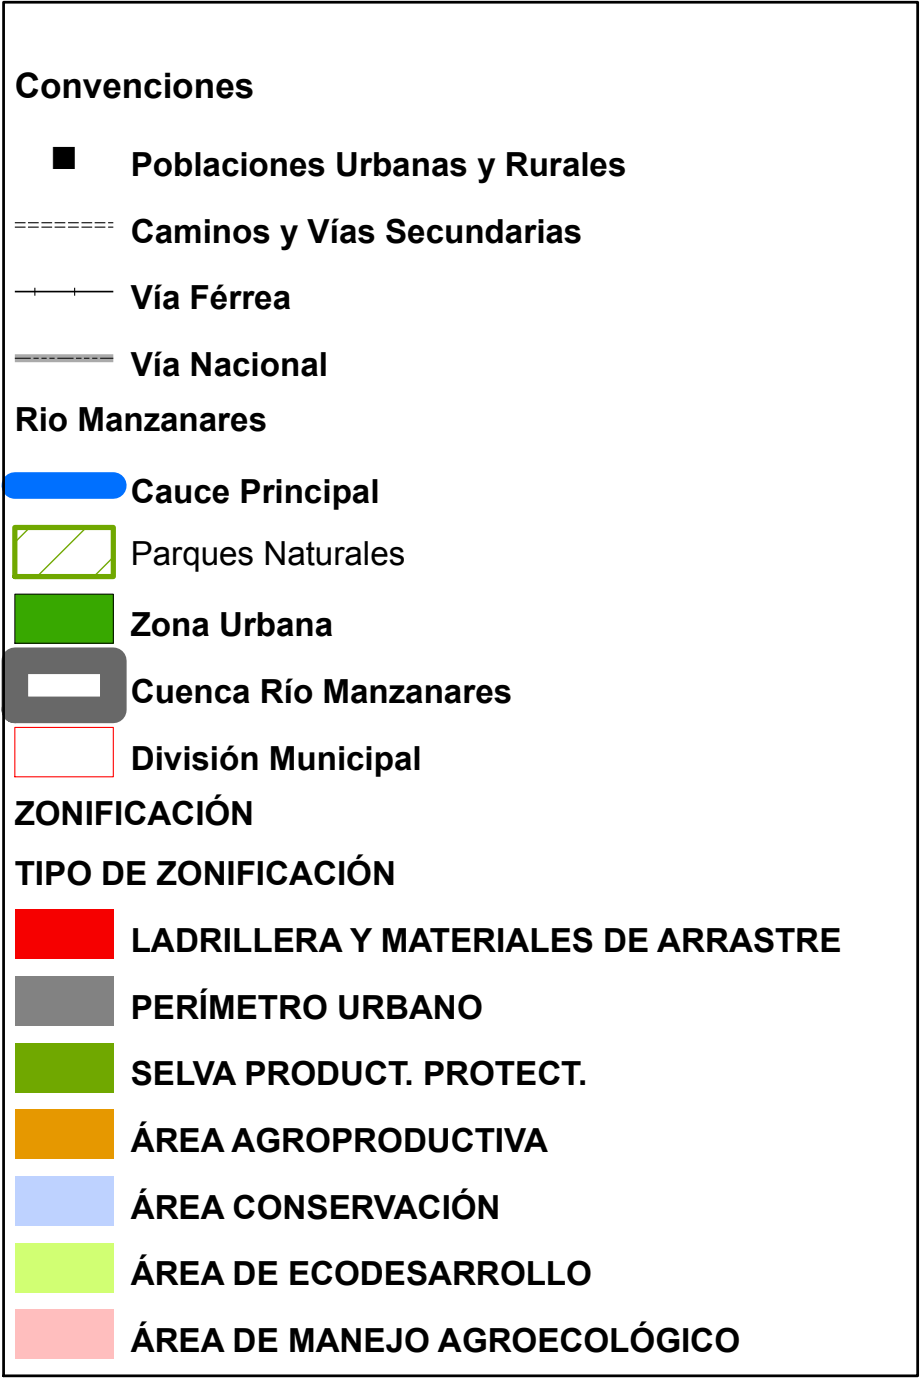 Convenciones
Poblaciones Urbanas y Rurales
Caminos y Vías Secundarias
Vía Férrea
Vía Nacional
Rio Manzanares
Cauce Principal
Parques Naturales
Zona Urbana
Cuenca Río Manzanares
División Municipal
ZONIFICACIÓN
TIPO DE ZONIFICACIÓN
LADRILLERA Y MATERIALES DE ARRASTRE
PERÍMETRO URBANO
SELVA PRODUCT. PROTECT.
ÁREA AGROPRODUCTIVA
ÁREA CONSERVACIÓN
ÁREA DE ECODESARROLLO
ÁREA DE MANEJO AGROECOLÓGICO